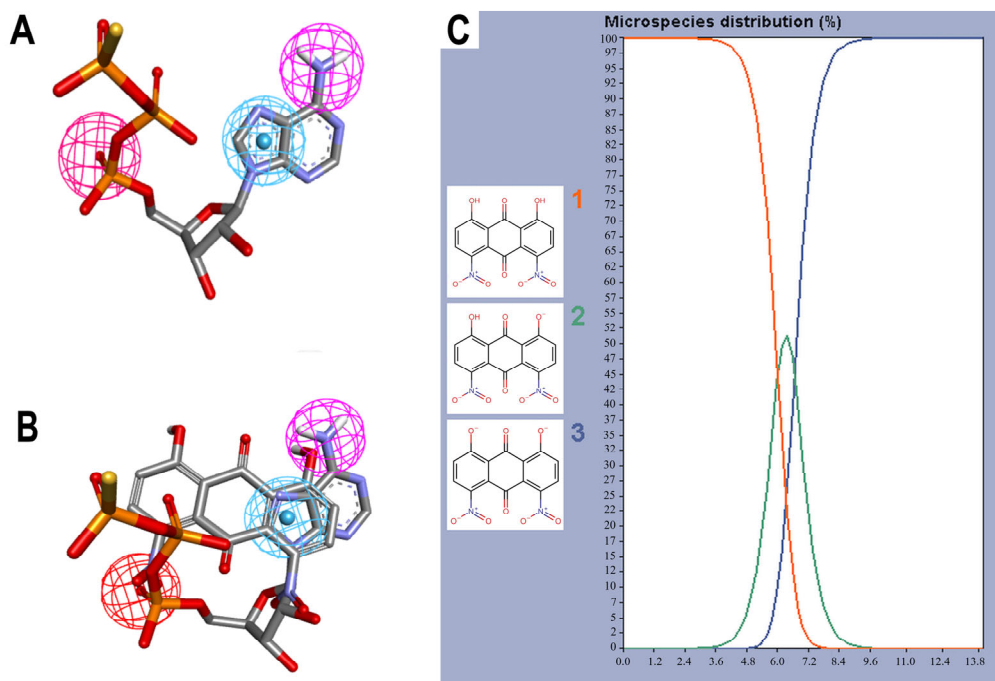 A
B
C
Microspecies distribution (%)
100
97
95
92
90
87
85
82
80
77
75
72
70
67
65
62
60
57
55
52
50
47
45
42
40
37
35
32
30
27
25
22
20
17
15
12
10
7
5
2
0
0.0 1.2 2.4 3.6 4.8 6.0 7.2 8.4 9.6 11.0 12.4 13.8
1
OH O OH
O
N⁺ N⁺
O⁻ O O⁻ O
2
OH O O⁻
O
N⁺ N⁺
O⁻ O O⁻ O
3
O⁻ O O⁻
O
N⁺ N⁺
O⁻ O O⁻ O